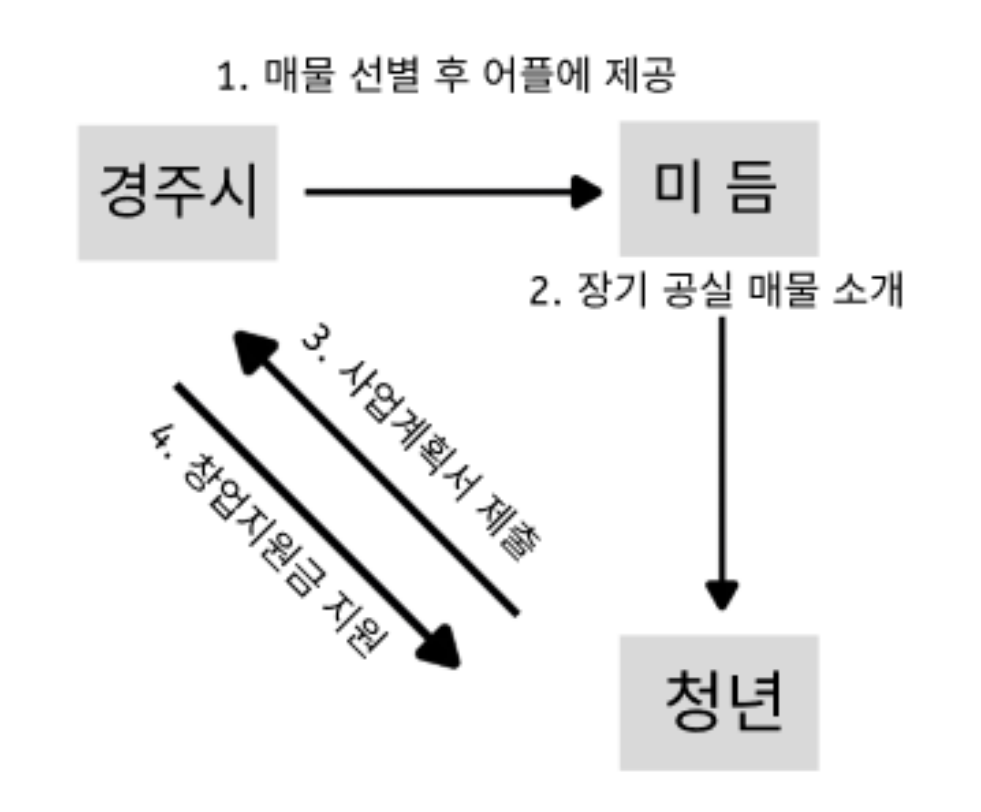 1. 매물 선별 후 어플에 제공
경주시
미 듬
2. 장기 공실 매물 소개
3. 사업계획서 제출
4. 창업지원금 지원
청년